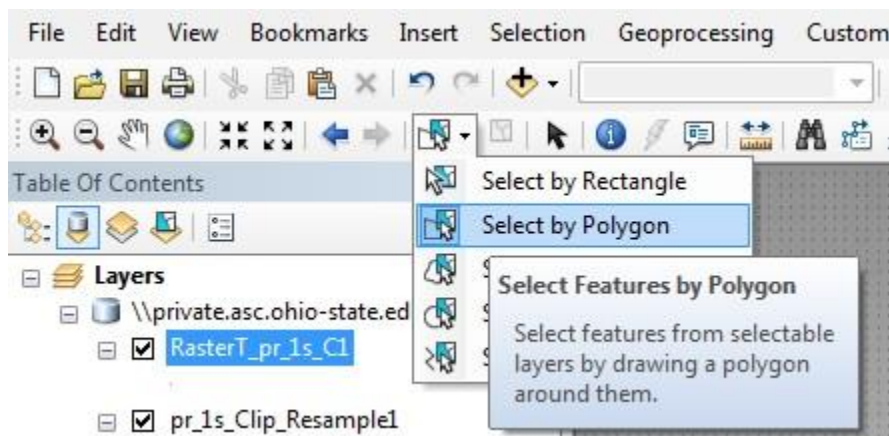 File Edit View Bookmarks Insert Selection Geoprocessing Custom
Table Of Contents
Layers
\\private.asc.ohio-state.ed
RasterT_pr_1s_C1
pr_1s_Clip_Resample1
Select by Rectangle
Select by Polygon
Select Features by Polygon
Select features from selectable
layers by drawing a polygon
around them.